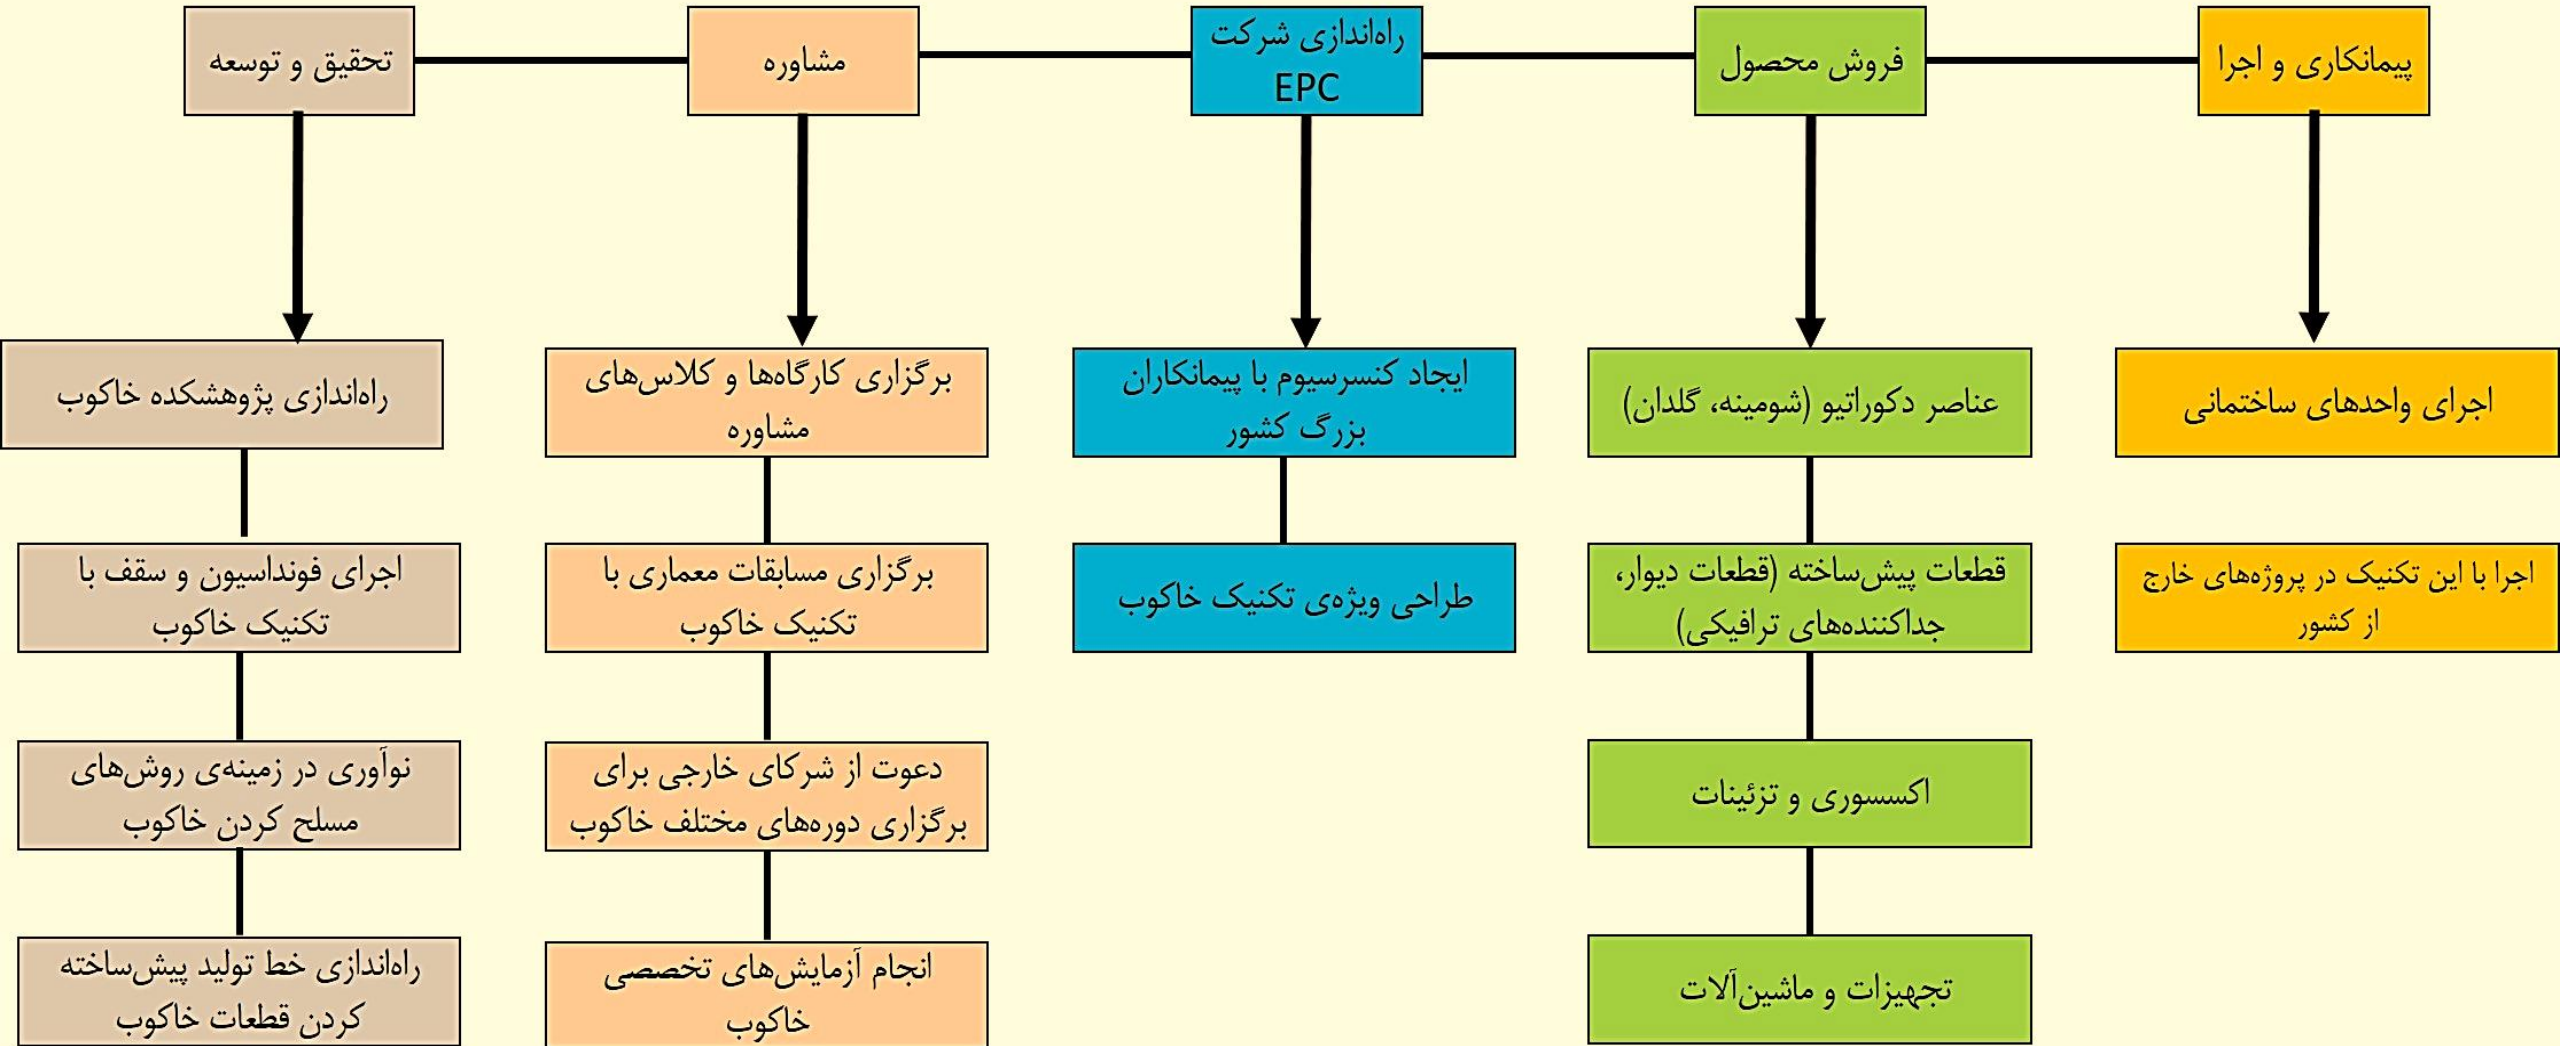 پیمانکاری و اجرا
فروش محصول
راه‌اندازی شرکت
EPC
مشاوره
تحقیق و توسعه
اجرای واحدهای ساختمانی
اجرا با این تکنیک در پروژه‌های خارج
از کشور
عناصر دکوراتیو (شومینه، گلدان)
قطعات پیش‌ساخته (قطعات دیوار،
جداکننده‌های ترافیکی)
اکسسوری و تزئینات
تجهیزات و ماشین‌آلات
ایجاد کنسرسیوم با پیمانکاران
بزرگ کشور
طراحی ویژه‌ی تکنیک خاکوب
برگزاری کارگاه‌ها و کلاس‌های
مشاوره
برگزاری مسابقات معماری با
تکنیک خاکوب
دعوت از شرکای خارجی برای
برگزاری دوره‌های مختلف خاکوب
انجام آزمایش‌های تخصصی
خاکوب
راه‌اندازی پژوهشکده خاکوب
اجرای فونداسیون و سقف با
تکنیک خاکوب
نوآوری در زمینه‌ی روش‌های
مسلح کردن خاکوب
راه‌اندازی خط تولید پیش‌ساخته
کردن قطعات خاکوب